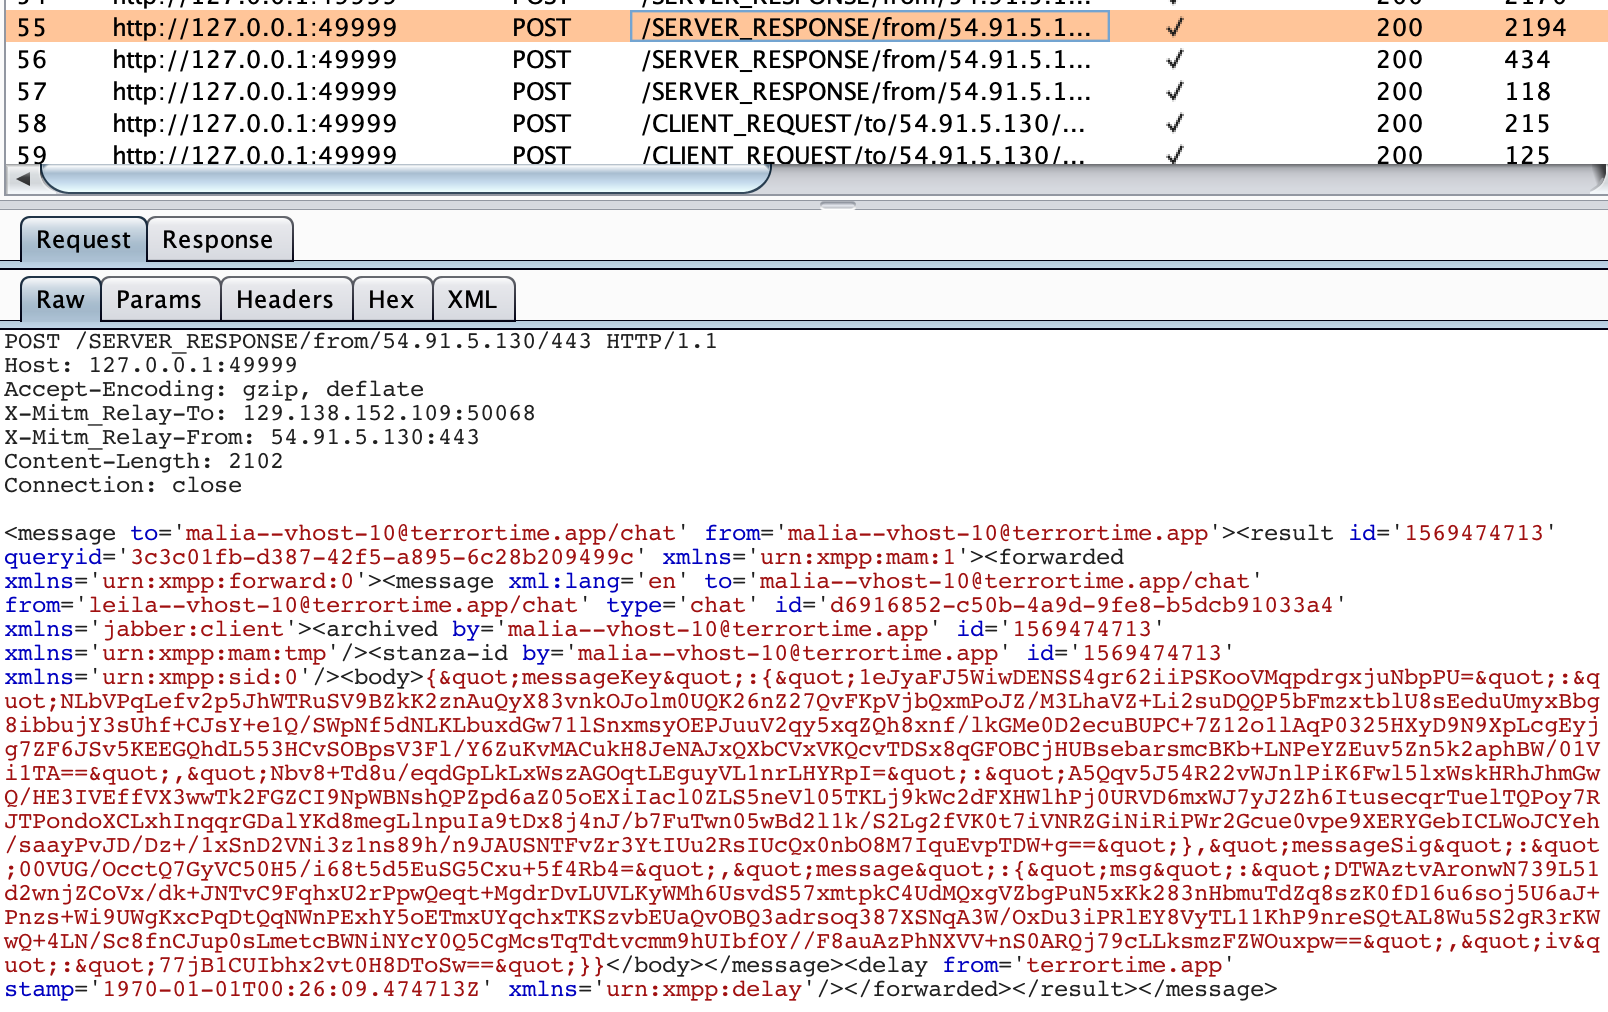 55 http://127.0.0.1:49999 POST /SERVER_RESPONSE/from/54.91.5.1... ✓ 200 2194
56 http://127.0.0.1:49999 POST /SERVER_RESPONSE/from/54.91.5.1... ✓ 200 434
57 http://127.0.0.1:49999 POST /SERVER_RESPONSE/from/54.91.5.1... ✓ 200 118
58 http://127.0.0.1:49999 POST /CLIENT_REQUEST/to/54.91.5.130/... ✓ 200 215
59 http://127.0.0.1:49999 POST /CLIENT_REQUEST/to/54.91.5.130/... ✓ 200 125
Request Response
Raw Params Headers Hex XML
POST /SERVER_RESPONSE/from/54.91.5.130/443 HTTP/1.1
Host: 127.0.0.1:49999
Accept-Encoding: gzip, deflate
X-Mitm_Relay-To: 129.138.152.109:50068
X-Mitm_Relay-From: 54.91.5.130:443
Content-Length: 2102
Connection: close
<message to='malia--vhost-10@terrortime.app/chat' from='malia--vhost-10@terrortime.app'><result id='1569474713'
queryid='3c3c01fb-d387-42f5-a895-6c28b209499c' xmlns='urn:xmpp:mam:1'><forwarded
xmlns='urn:xmpp:forward:0'><message xml:lang='en' to='malia--vhost-10@terrortime.app/chat'
from='leila--vhost-10@terrortime.app/chat' type='chat' id='d6916852-c50b-4a9d-9fe8-b5dcb91033a4'
xmlns='jabber:client'><archived by='malia--vhost-10@terrortime.app' id='1569474713'
xmlns='urn:xmpp:mam:tmp'/><stanza-id by='malia--vhost-10@terrortime.app' id='1569474713'
xmlns='urn:xmpp:sid:0'/><body>{&quot;messageKey&quot;:{&quot;1eJyaFJ5WiwDENSS4gr62iiPSKooVMqpdrgxjuNbpPU=&quot;:&q
uot;NLbVPqLefv2p5JhWTRuSV9BZkK2znAuQyX83vnkOJolm0UQK26nZ27QvFKpVjbQxmPoJZ/M3LhaVZ+Li2suDQQP5bFmzxtblU8sEeduUmyxBbg
8ibbujY3sUhf+CJsY+e1Q/SWpNf5dNLKLbuxdGw71lSnxmsyOEPJuuV2qy5xqZQh8xnf/lkGMe0D2ecuBUPC+7Z12o1lAqP0325HXyD9N9XpLcgEyj
g7ZF6JSv5KEEGQhdL553HCvSOBpsV3Fl/Y6ZuKvMACukH8JeNAJxQXbCVxVKQcvTDSx8qGFOBCjHUBsebarsmcBKb+LNPeYZEuv5Zn5k2aphBW/01V
i1TA==&quot;,&quot;Nbv8+Td8u/eqdGpLkLxWszAGOqtLEguyVL1nrLHYRpI=&quot;:&quot;A5Qqv5J54R22vWJnlPiK6Fwl5lxWskHRhJhmGw
Q/HE3IVEffVX3wwTk2FGZCI9NpWBNshQPZpd6aZ05oEXiIacl0ZLS5neVl05TKLj9kWc2dFXHWlhPj0URVD6mxWJ7yJ2Zh6ItusecqrTuelTQPoy7R
JTPondoXCLxhInqqrGDalYKd8megLlnpuIa9tDx8j4nJ/b7FuTwn05wBd2l1k/S2Lg2fVK0t7iVNRZGiNiRiPWr2Gcue0vpe9XERYGebICLWoJCYeh
/saayPvJD/Dz+/1xSnD2VNi3z1ns89h/n9JAUSNTFvZr3YtIUu2RsIUcQx0nbO8M7IquEvpTDW+g==&quot;},&quot;messageSig&quot;:&quot
;00VUG/OcctQ7GyVC50H5/i68t5d5EuSG5Cxu+5f4Rb4=&quot;,&quot;message&quot;:{&quot;msg&quot;:&quot;DTWAztvAronwN739L51
d2wnjZCoVx/dk+JNTvC9FqhxU2rPpwQeqt+MgdrDvLUVLKyWMh6UsvdS57xmtpkC4UdMQxgVZbgPuN5xKk283nHbmuTdZq8szK0fD16u6soj5U6aJ+
Pnzs+Wi9UWgKxcPqDtQqNWnPExhY5oETmxUYqchxTKSzvbEUaQvOBQ3adrsoq387XSNqA3W/OxDu3iPRlEY8VyTL11KhP9nreSQtAL8Wu5S2gR3rKW
wQ+4LN/Sc8fnCJup0sLmetcBWNiNYcY0Q5CgMcsTqTdtvcmm9hUIbfOY//F8auAzPhNXVV+nS0ARQj79cLLksmzFZWOuxpw==&quot;,&quot;iv&q
uot;:&quot;77jB1CUIbhx2vt0H8DToSw==&quot;}}</body></message><delay from='terrortime.app'
stamp='1970-01-01T00:26:09.474713Z' xmlns='urn:xmpp:delay'/></forwarded></result></message>